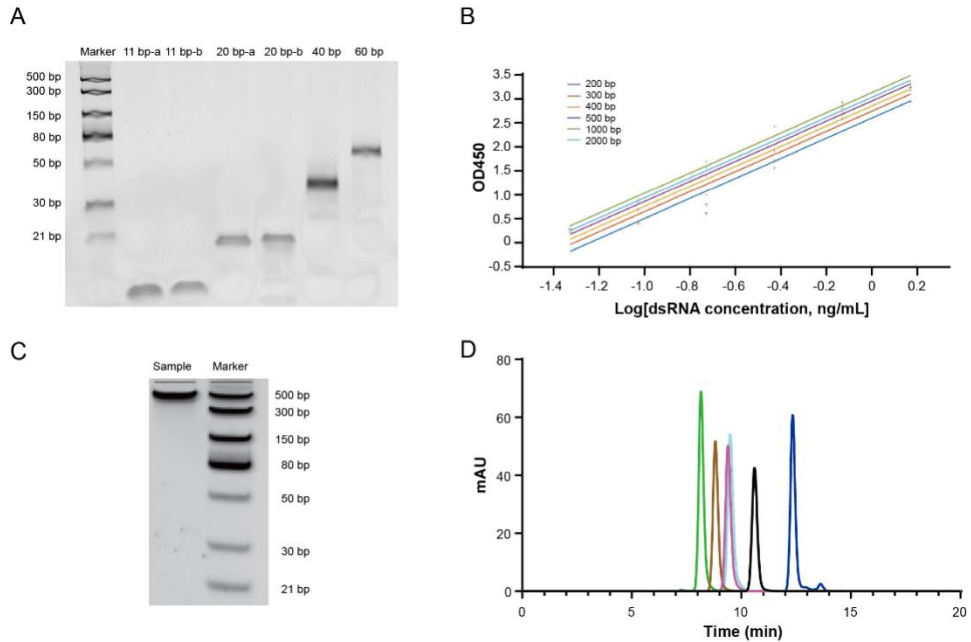 A
Marker 11 bp-a 11 bp-b 20 bp-a 20 bp-b 40 bp 60 bp
500 bp
300 bp
150 bp
80 bp
50 bp
30 bp
21 bp
B
OD450
3.5
3.0
2.5
2.0
1.5
1.0
0.5
0
-0.5
200 bp
300 bp
400 bp
500 bp
1000 bp
2000 bp
-1.4 -1.2 -1.0 -0.8 -0.6 -0.4 -0.2 0 0.2
Log[dsRNA concentration, ng/mL]
C
Sample Marker
500 bp
300 bp
150 bp
80 bp
50 bp
30 bp
21 bp
D
mAU
80
60
40
20
0
0 5 10 15 20
Time (min)